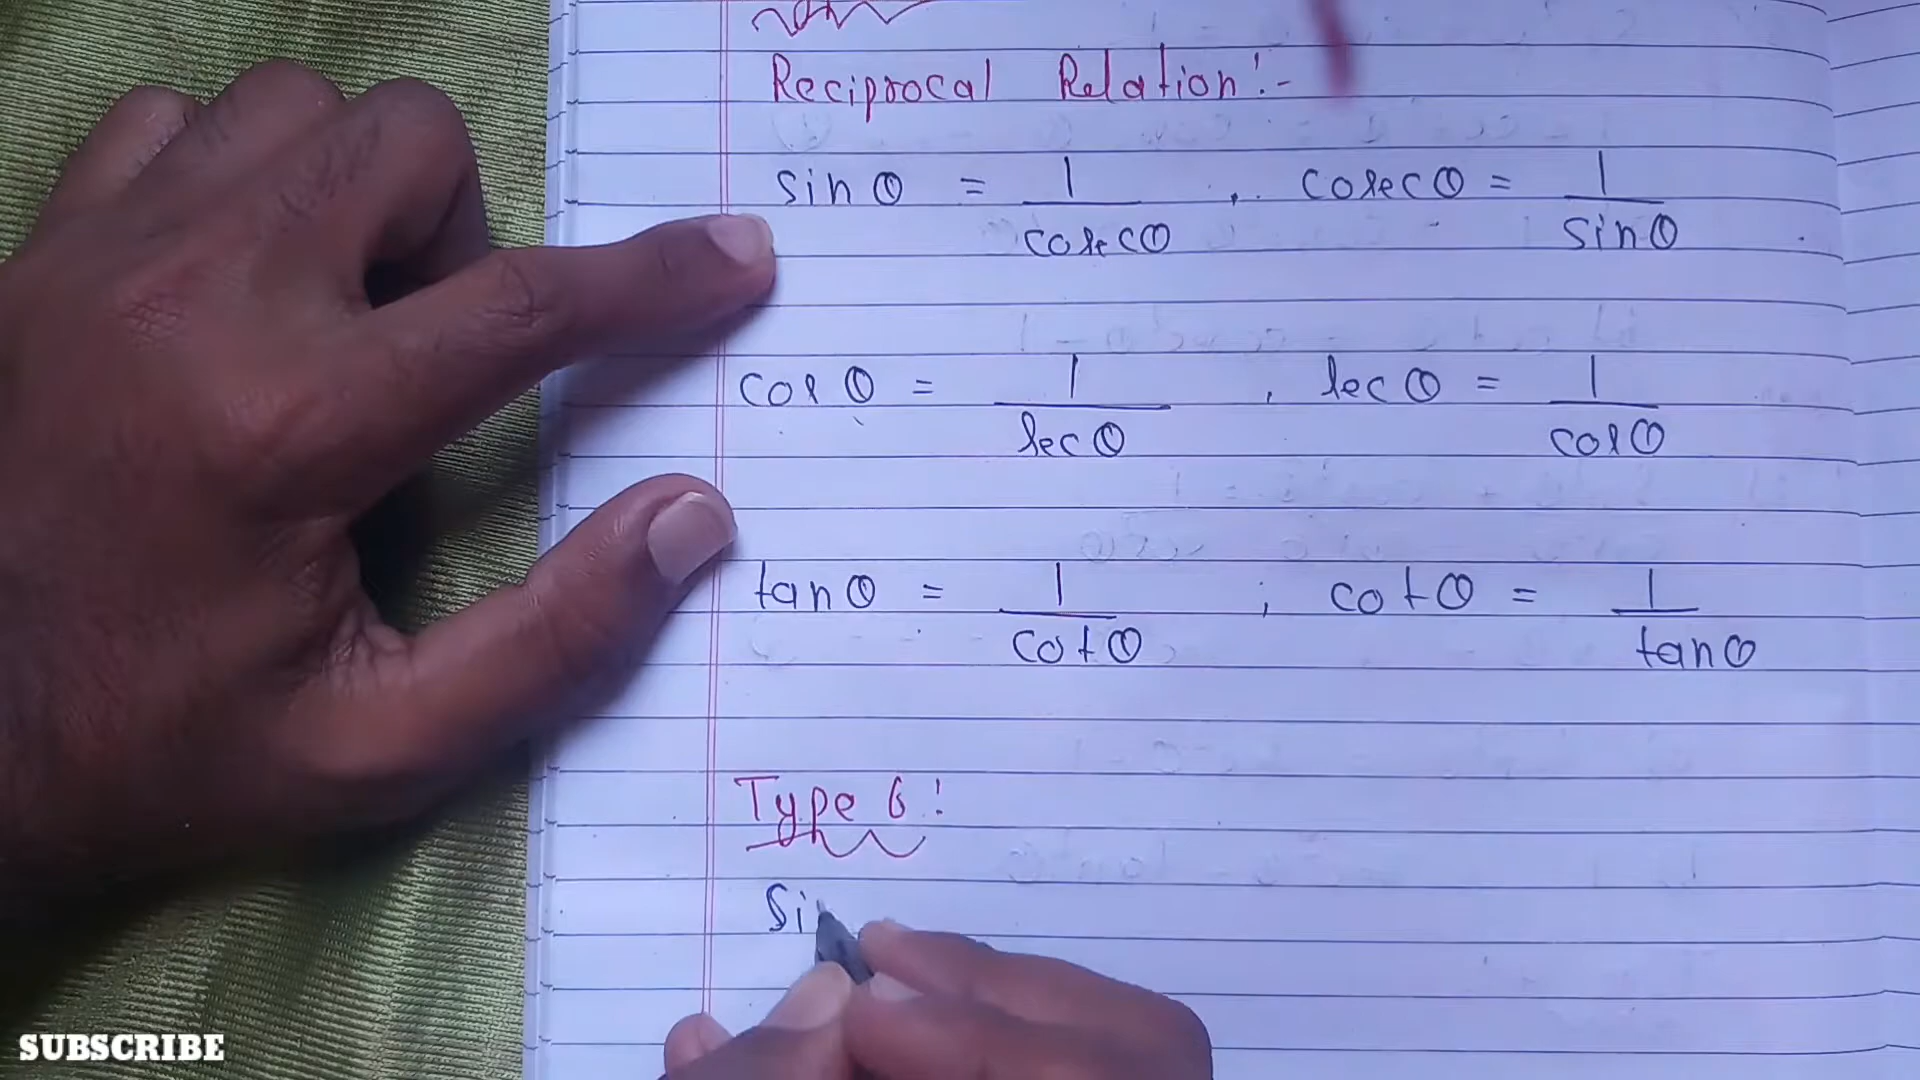 Reciprocal Relation:-
sin θ = 1/cosec θ , cosec θ = 1/sin θ
cos θ = 1/sec θ , sec θ = 1/cos θ
tan θ = 1/cot θ ; cot θ = 1/tan θ
Type 6:
Si
SUBSCRIBE